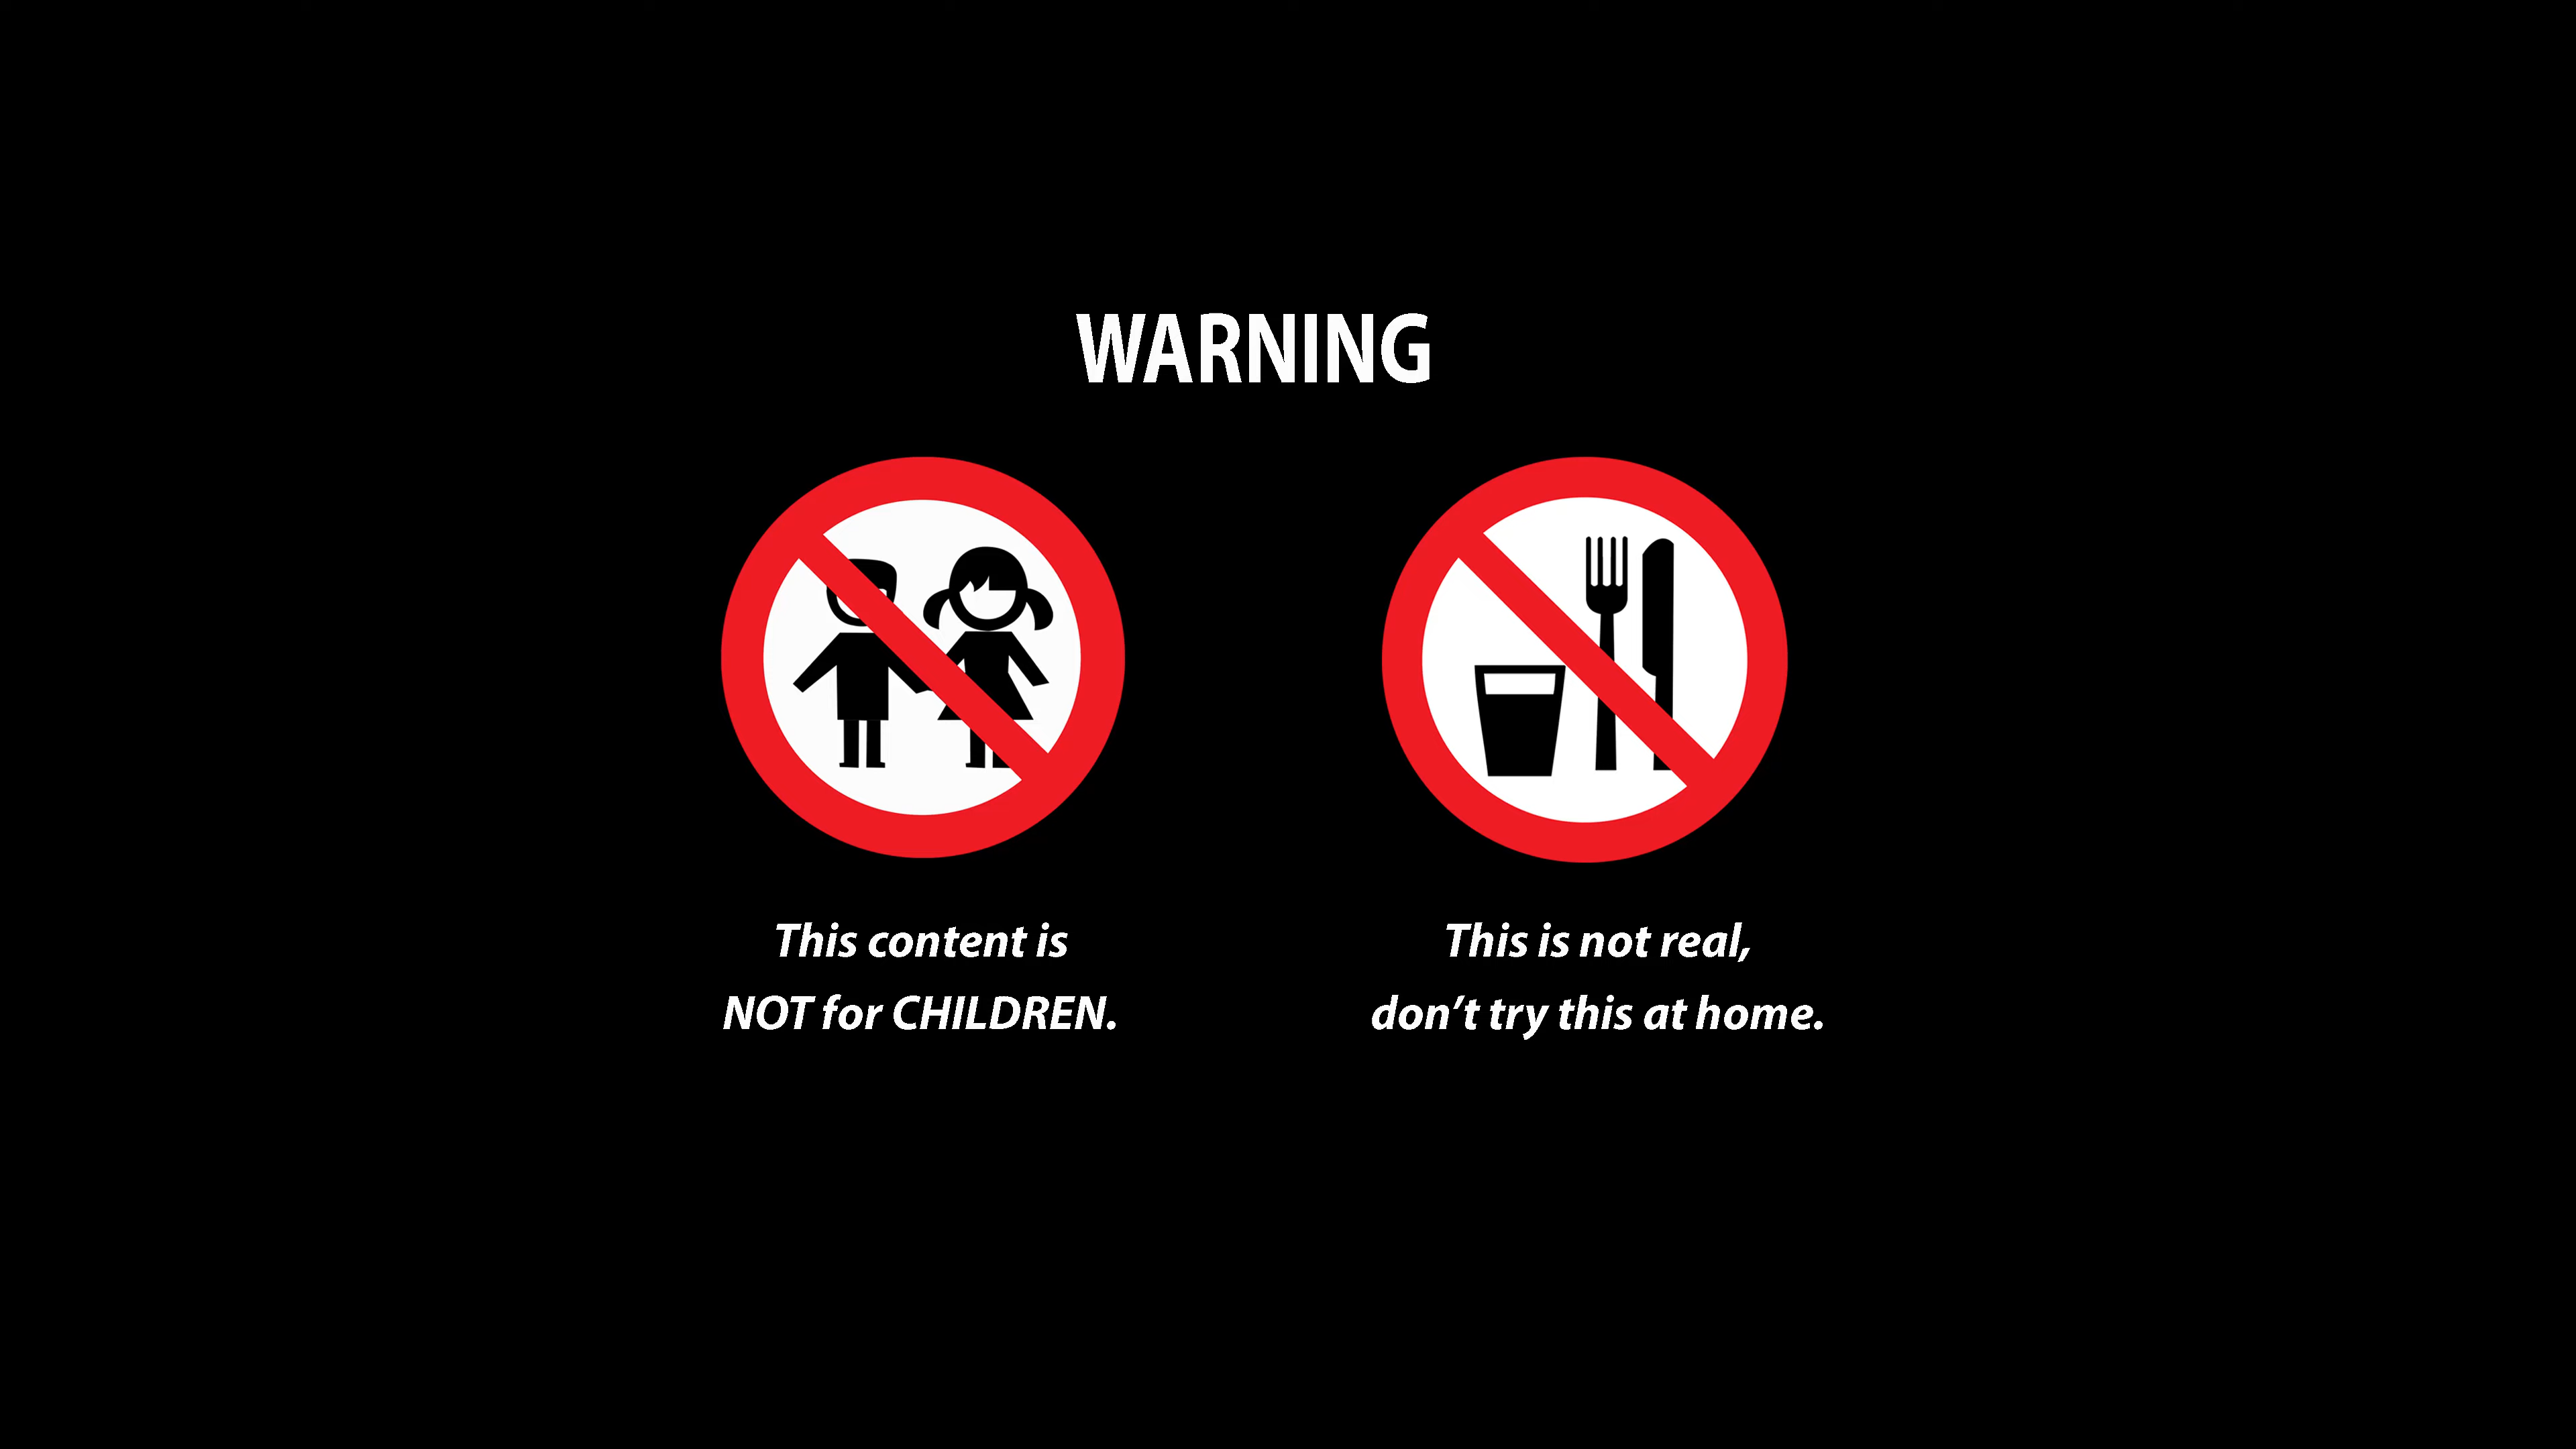 WARNING
This content is
NOT for CHILDREN.
This is not real,
don’t try this at home.